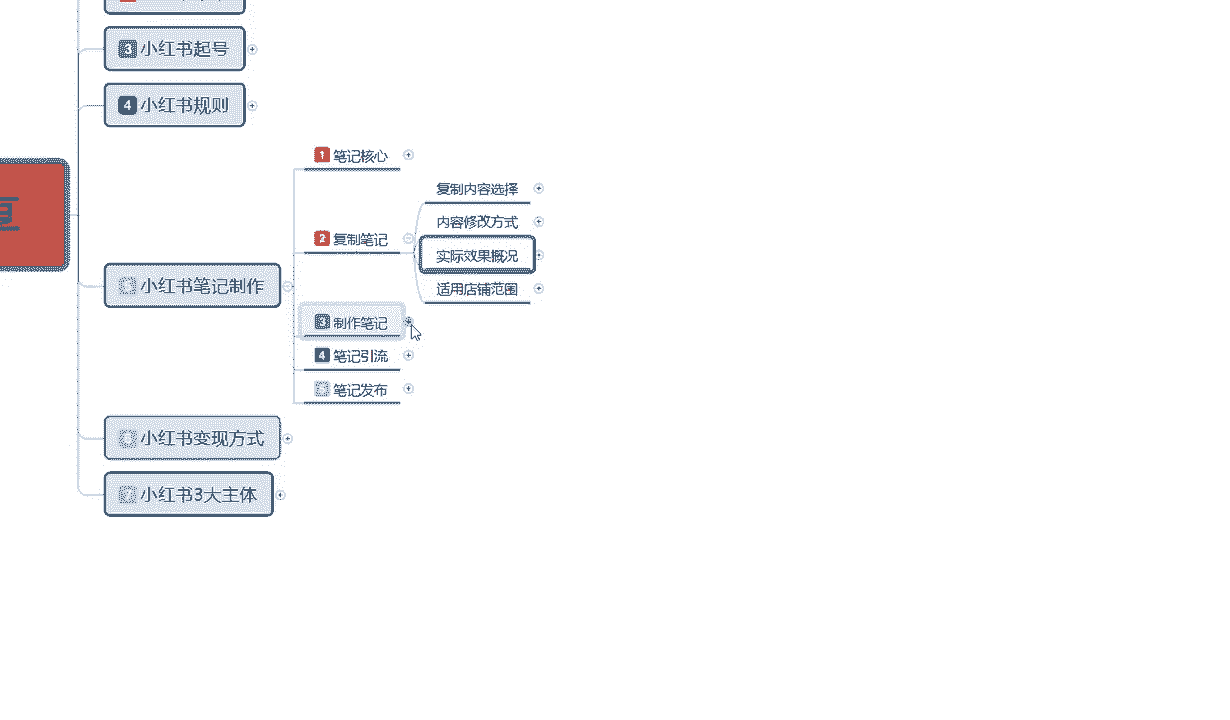 3 小红书起号
4 小红书规则
1 笔记核心
复制内容选择
内容修改方式
2 复制笔记
实际效果概况
小红书笔记制作
适用店铺范围
3 制作笔记
4 笔记引流
笔记发布
小红书变现方式
小红书3大主体